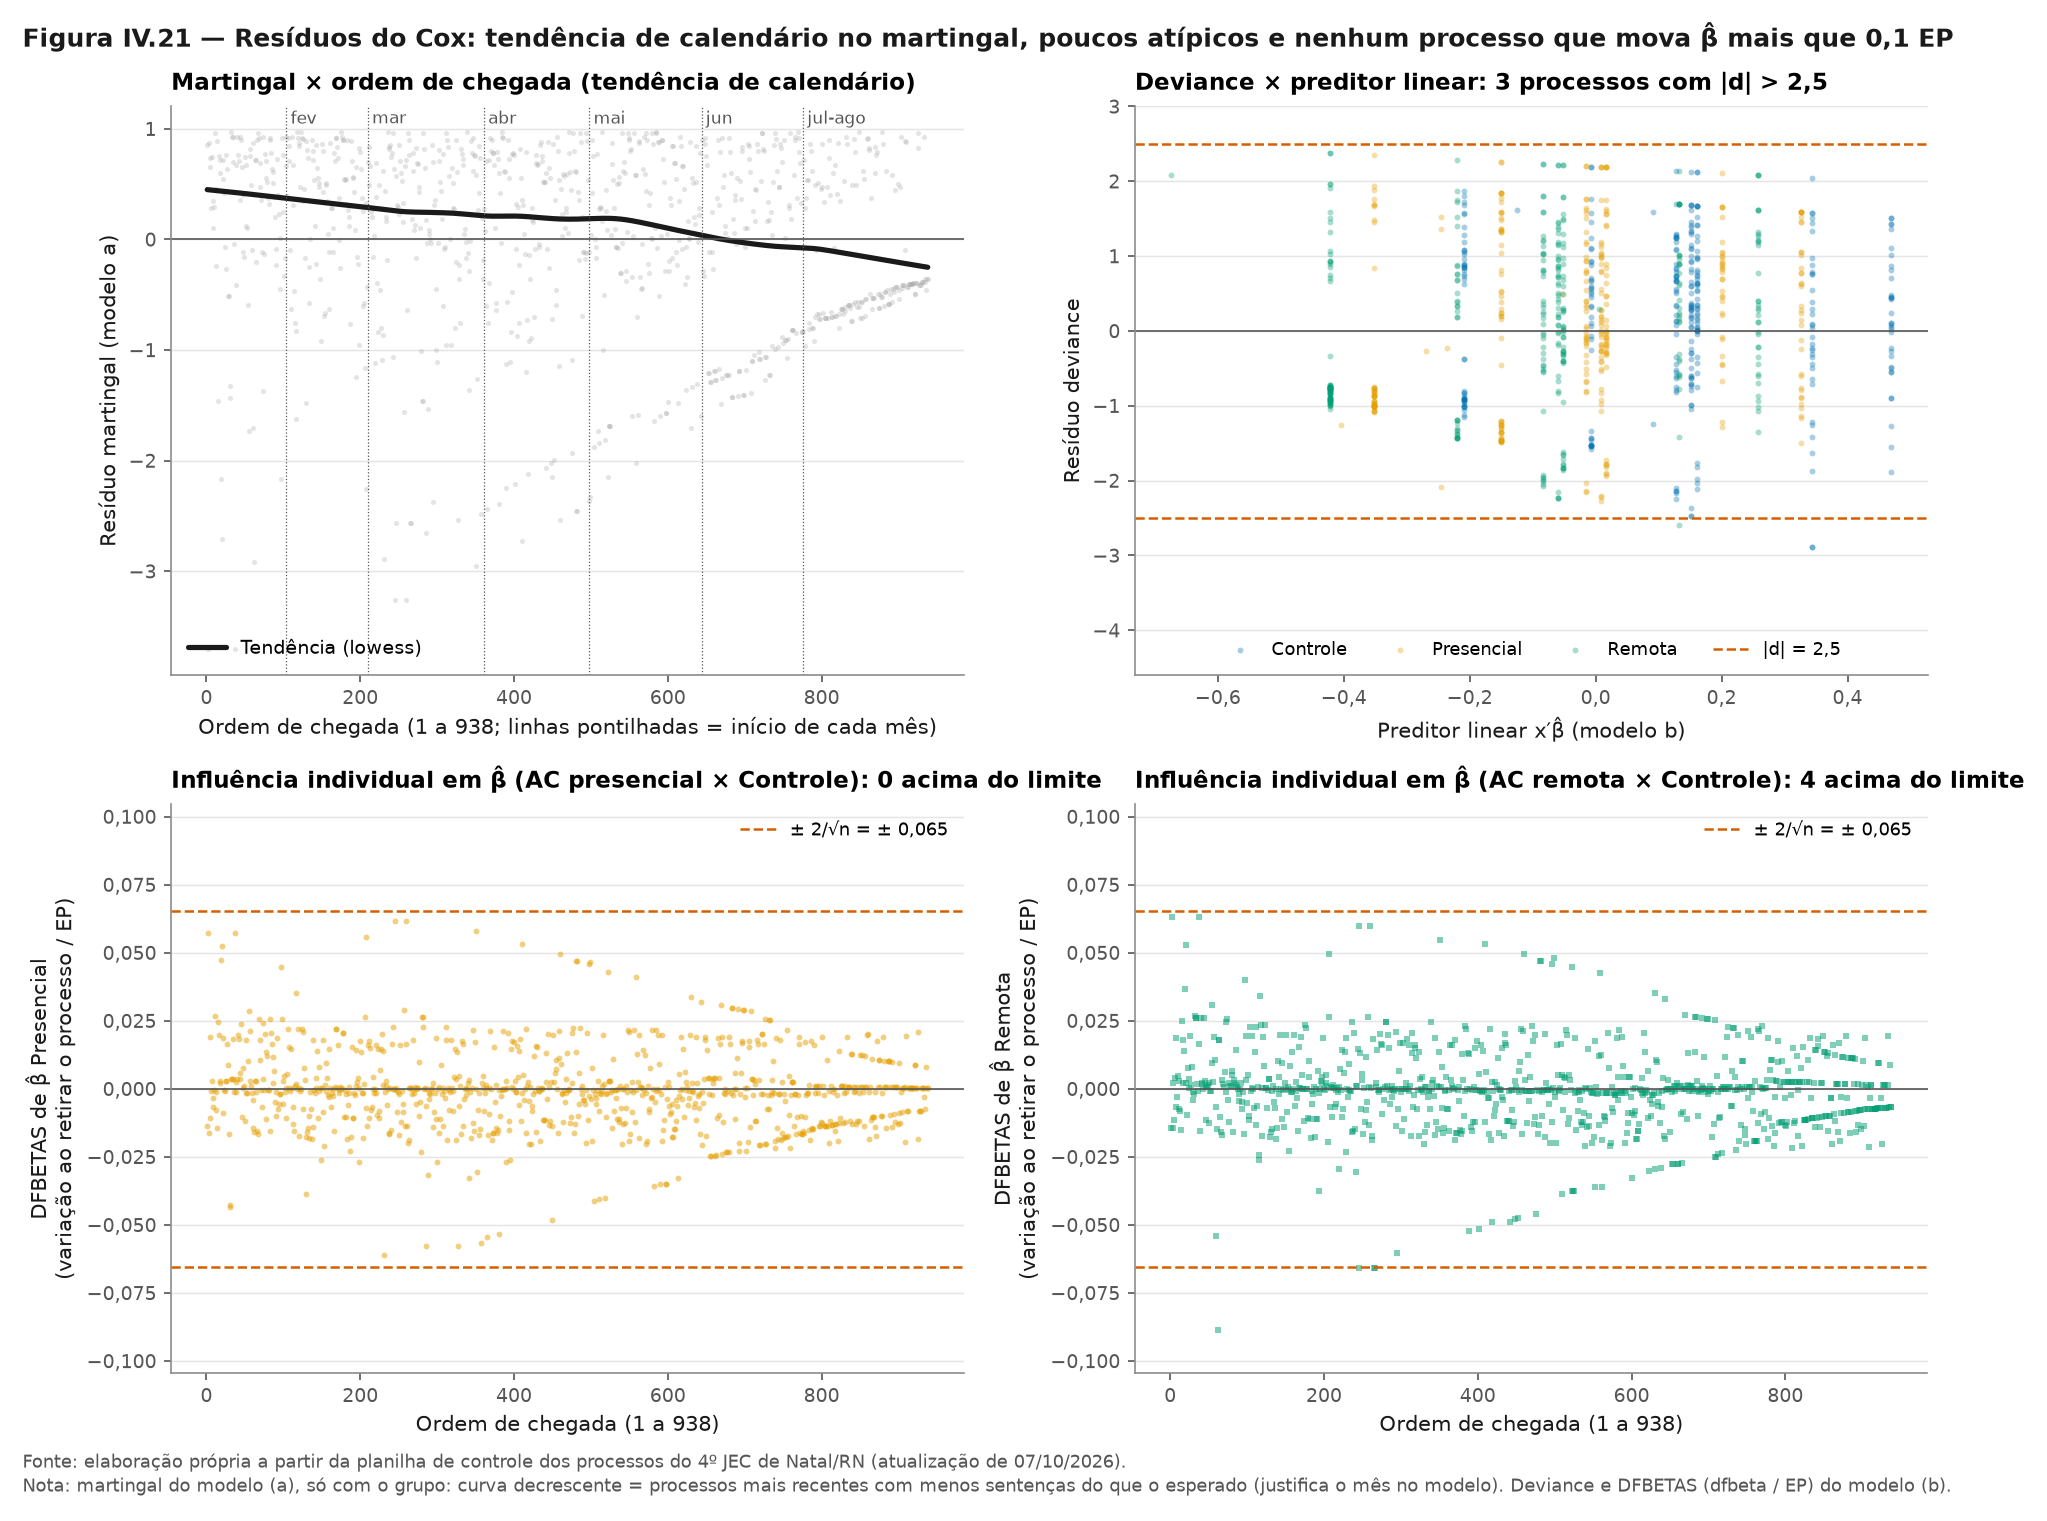 Figura IV.21 — Resíduos do Cox: tendência de calendário no martingal, poucos atípicos e nenhum processo que mova β̂ mais que 0,1 EP
Martingal × ordem de chegada (tendência de calendário)
fev
mar
abr
mai
jun
jul-ago
1
0
−1
−2
−3
Resíduo martingal (modelo a)
Tendência (lowess)
0
200
400
600
800
Ordem de chegada (1 a 938; linhas pontilhadas = início de cada mês)
Deviance × preditor linear: 3 processos com |d| > 2,5
3
2
1
0
−1
−2
−3
−4
Resíduo deviance
Controle
Presencial
Remota
|d| = 2,5
−0,6
−0,4
−0,2
0,0
0,2
0,4
Preditor linear x′β̂ (modelo b)
Influência individual em β̂ (AC presencial × Controle): 0 acima do limite
± 2/√n = ± 0,065
0,100
0,075
0,050
0,025
0,000
−0,025
−0,050
−0,075
−0,100
DFBETAS de β̂ Presencial
(variação ao retirar o processo / EP)
0
200
400
600
800
Ordem de chegada (1 a 938)
Influência individual em β̂ (AC remota × Controle): 4 acima do limite
± 2/√n = ± 0,065
0,100
0,075
0,050
0,025
0,000
−0,025
−0,050
−0,075
−0,100
DFBETAS de β̂ Remota
(variação ao retirar o processo / EP)
0
200
400
600
800
Ordem de chegada (1 a 938)
Fonte: elaboração própria a partir da planilha de controle dos processos do 4º JEC de Natal/RN (atualização de 07/10/2026).
Nota: martingal do modelo (a), só com o grupo: curva decrescente = processos mais recentes com menos sentenças do que o esperado (justifica o mês no modelo). Deviance e DFBETAS (dfbeta / EP) do modelo (b).